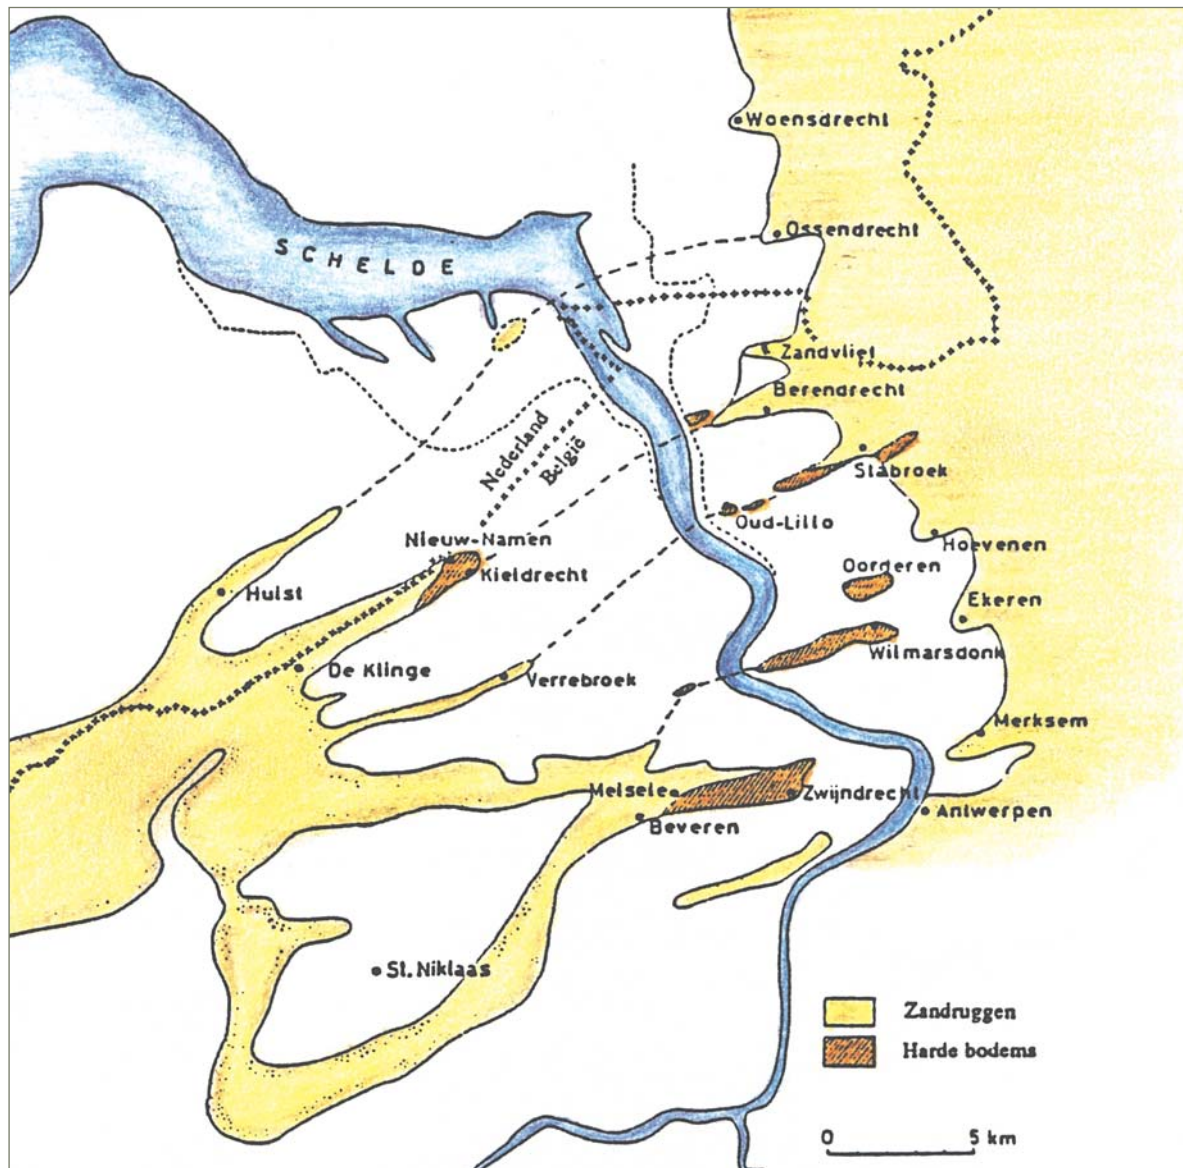 Woensdrecht
Ossendrecht
SCHELDE
Zandvliet
Berendrecht
Nederland
België
Stabroek
Oud-Lillo
Nieuw-Namen
Hoevenen
Kieldrecht
Oorderen
Hulst
Ekeren
Wilmarsdonk
De Klinge
Verrebroek
Merksem
Melsele
Zwijndrecht
Beveren
Antwerpen
St. Niklaas
Zandruggen
Harde bodems
0 5 km